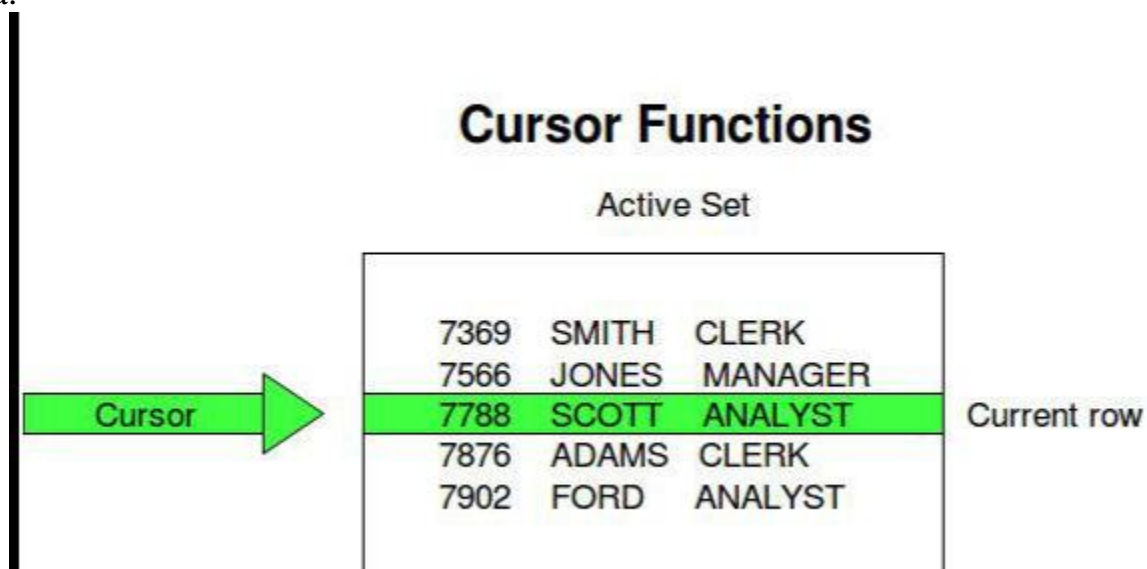 Cursor Functions
Active Set
7369 SMITH CLERK
7566 JONES MANAGER
Cursor 7788 SCOTT ANALYST Current row
7876 ADAMS CLERK
7902 FORD ANALYST